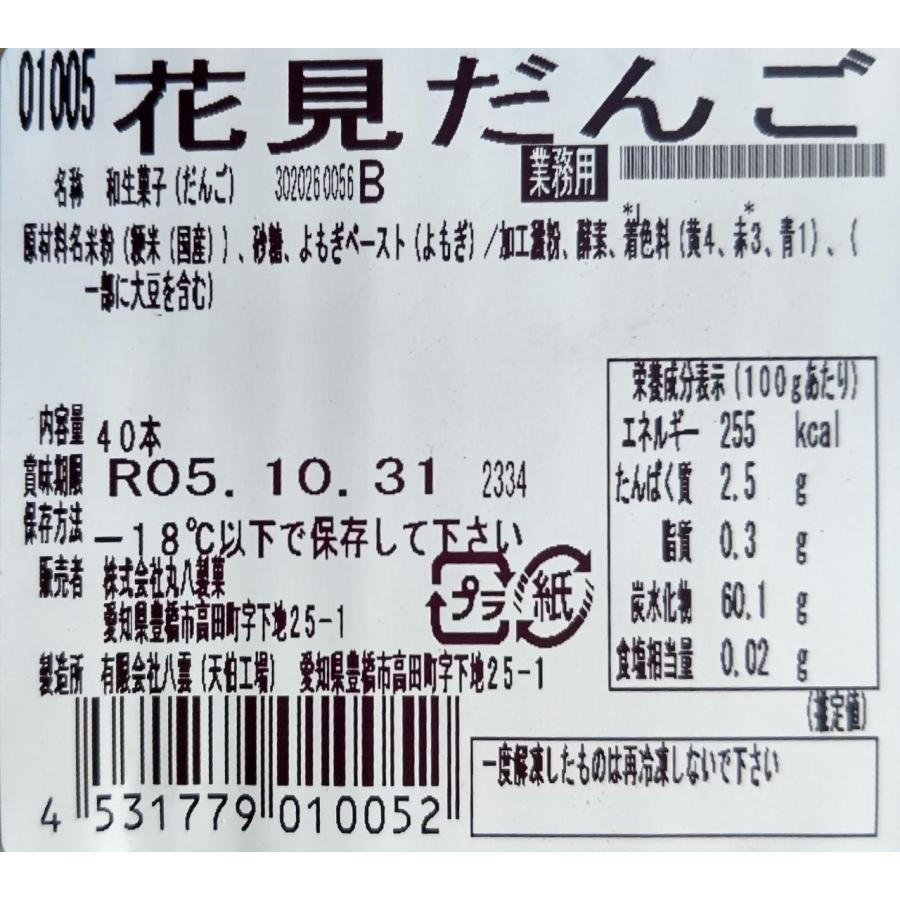 01005 花見だんご
業務用
名称 和生菓子(だんご) 3020260056 B
原材料名 米粉(粳米(国産))、砂糖、よもぎペースト(よもぎ)/加工澱粉、酵素、着色料(黄4、赤3、青1)、(
一部に大豆を含む)
内容量 40本
賞味期限 R05.10.31 2334
保存方法 −18℃以下で保存して下さい
販売者 株式会社丸八製菓
愛知県豊橋市高田町字下地25-1
製造所 有限会社八雲(天伯工場) 愛知県豊橋市高田町字下地25-1
プラ 紙
栄養成分表示(100gあたり)
エネルギー 255 kcal
たんぱく質 2.5 g
脂質 0.3 g
炭水化物 60.1 g
食塩相当量 0.02 g
(推定値)
一度解凍したものは再冷凍しないで下さい
4 531779 010052